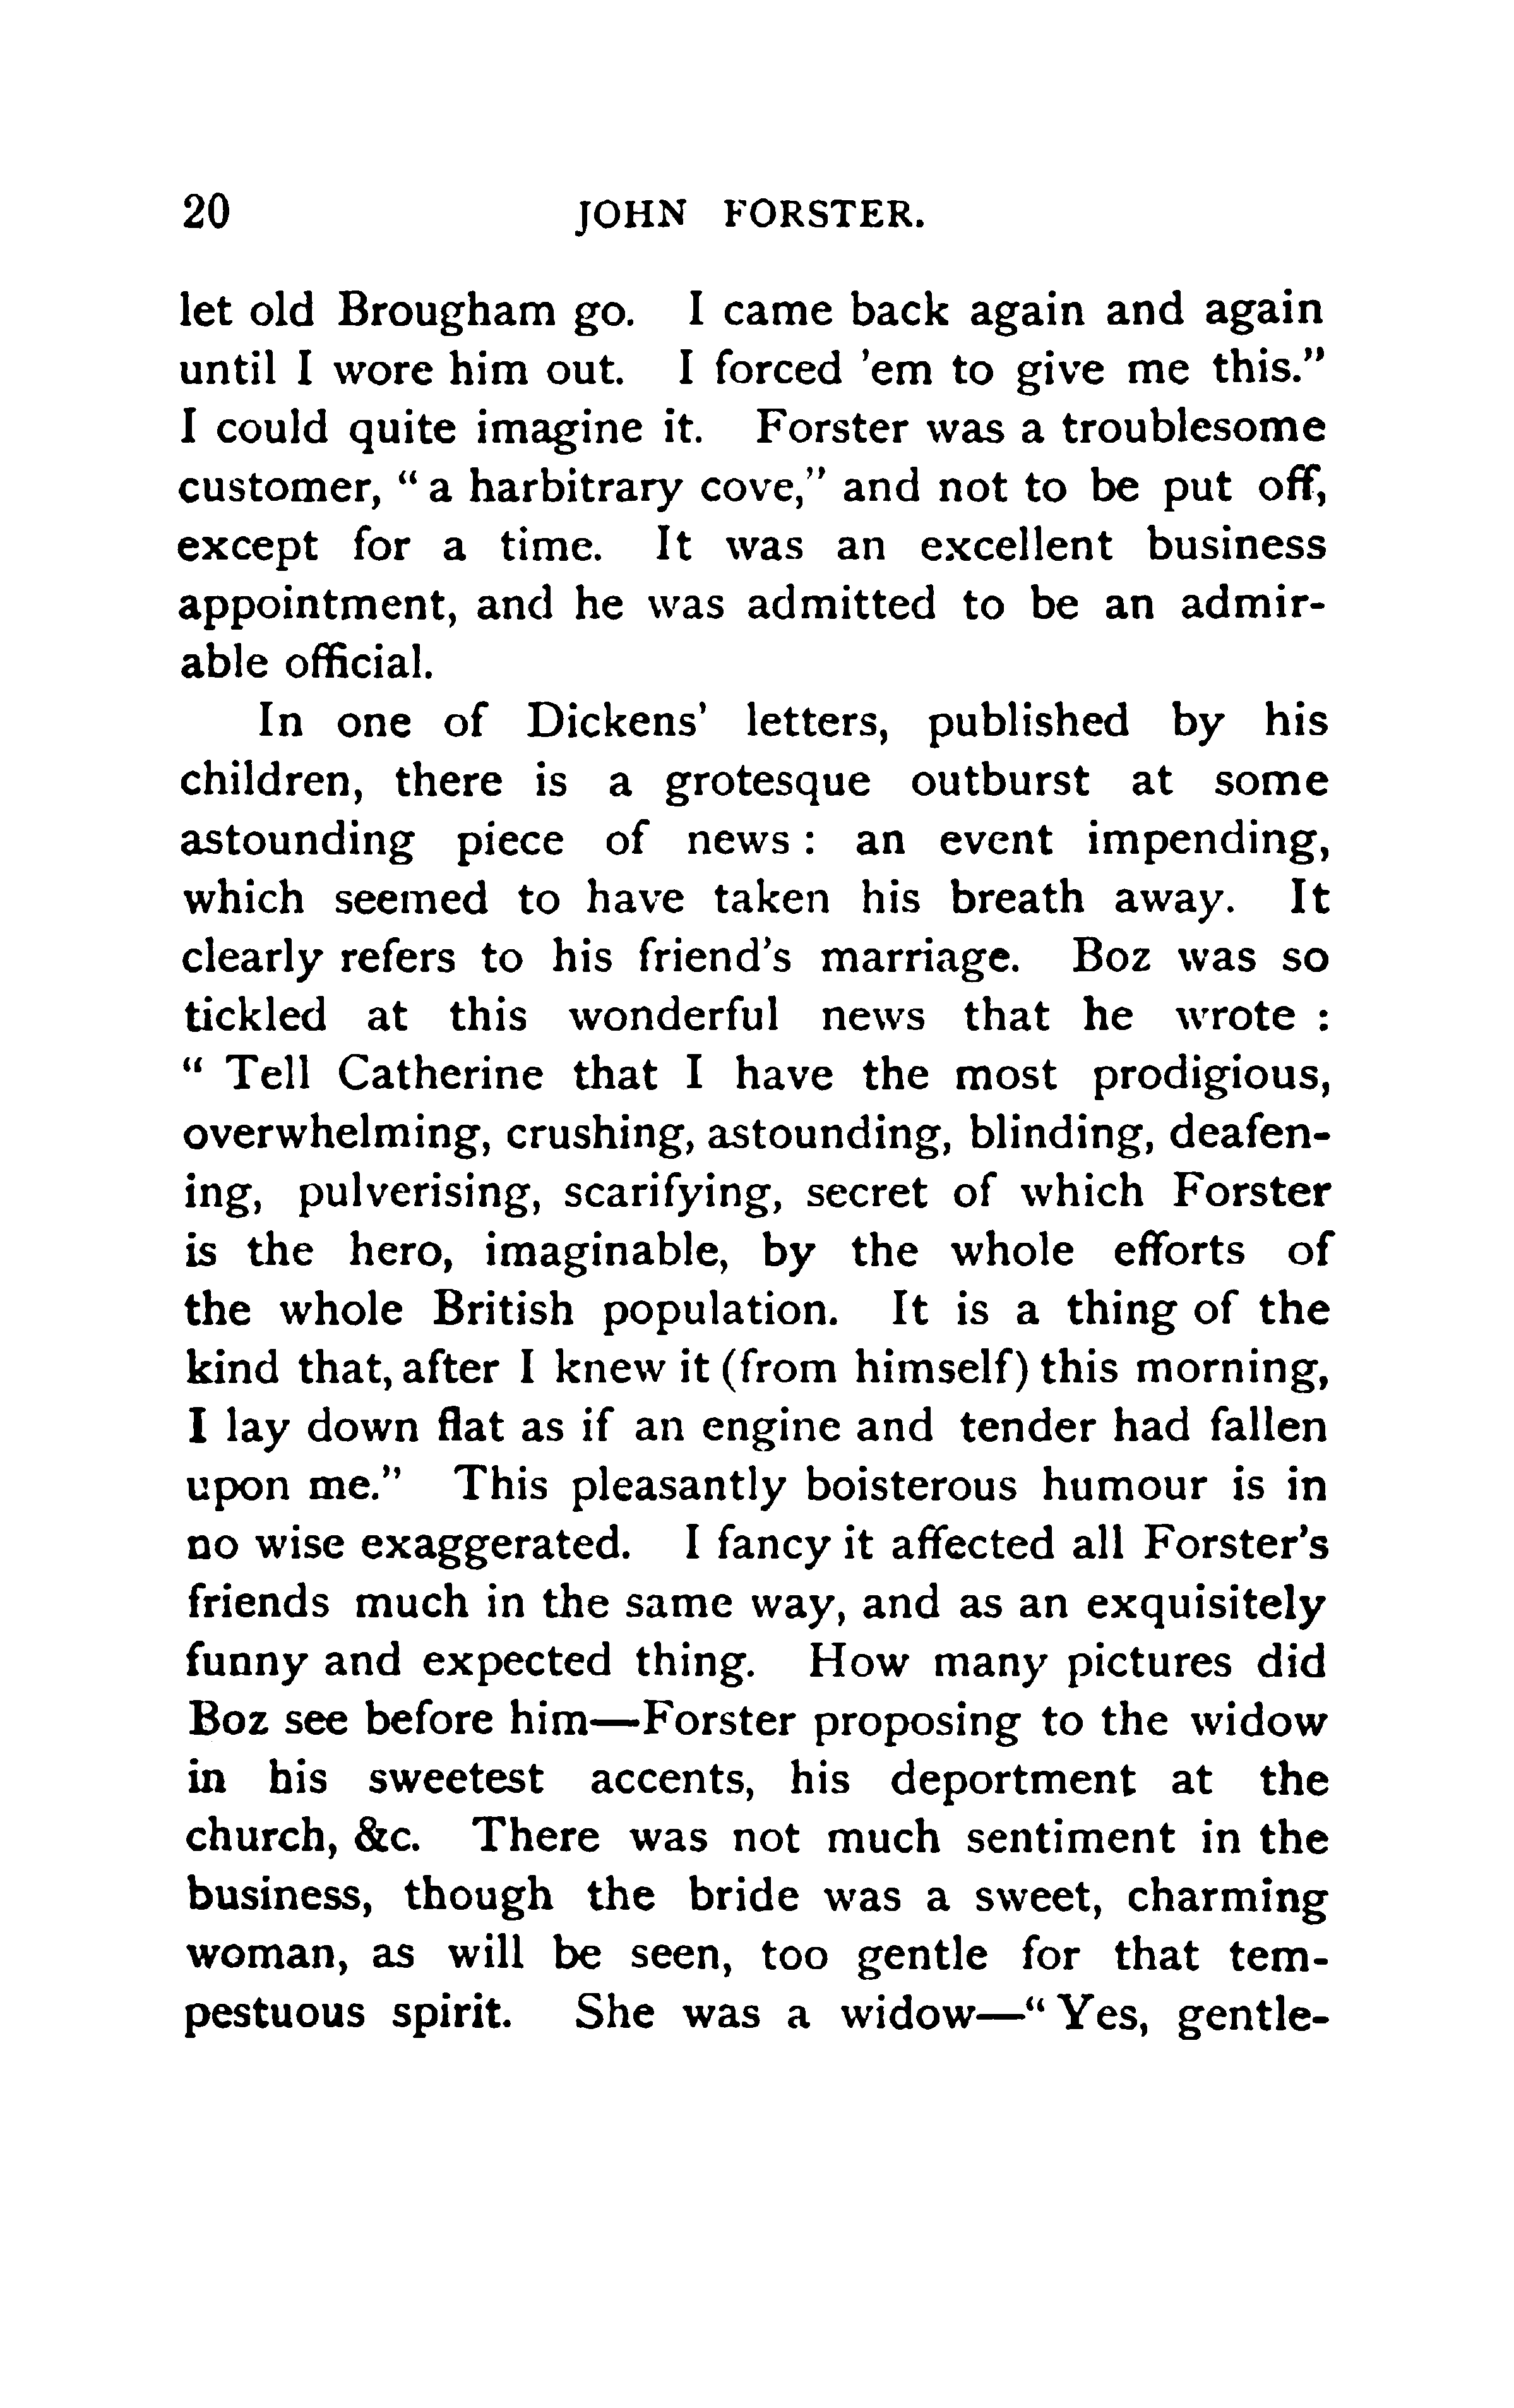 20 JOHN FORSTER.
let old Brougham go. I came back again and again
until I wore him out. I forced 'em to give me this."
I could quite imagine it. Forster was a troublesome
customer, "a harbitrary cove," and not to be put off,
except for a time. It was an excellent business
appointment, and he was admitted to be an admir-
able official.
In one of Dickens' letters, published by his
children, there is a grotesque outburst at some
astounding piece of news : an event impending,
which seemed to have taken his breath away. It
clearly refers to his friend's marriage. Boz was so
tickled at this wonderful news that he wrote :
" Tell Catherine that I have the most prodigious,
overwhelming, crushing, astounding, blinding, deafen-
ing, pulverising, scarifying, secret of which Forster
is the hero, imaginable, by the whole efforts of
the whole British population. It is a thing of the
kind that, after I knew it (from himself) this morning,
I lay down flat as if an engine and tender had fallen
upon me." This pleasantly boisterous humour is in
no wise exaggerated. I fancy it affected all Forster's
friends much in the same way, and as an exquisitely
funny and expected thing. How many pictures did
Boz see before him—Forster proposing to the widow
in his sweetest accents, his deportment at the
church, &c. There was not much sentiment in the
business, though the bride was a sweet, charming
woman, as will be seen, too gentle for that tem-
pestuous spirit. She was a widow—" Yes, gentle-